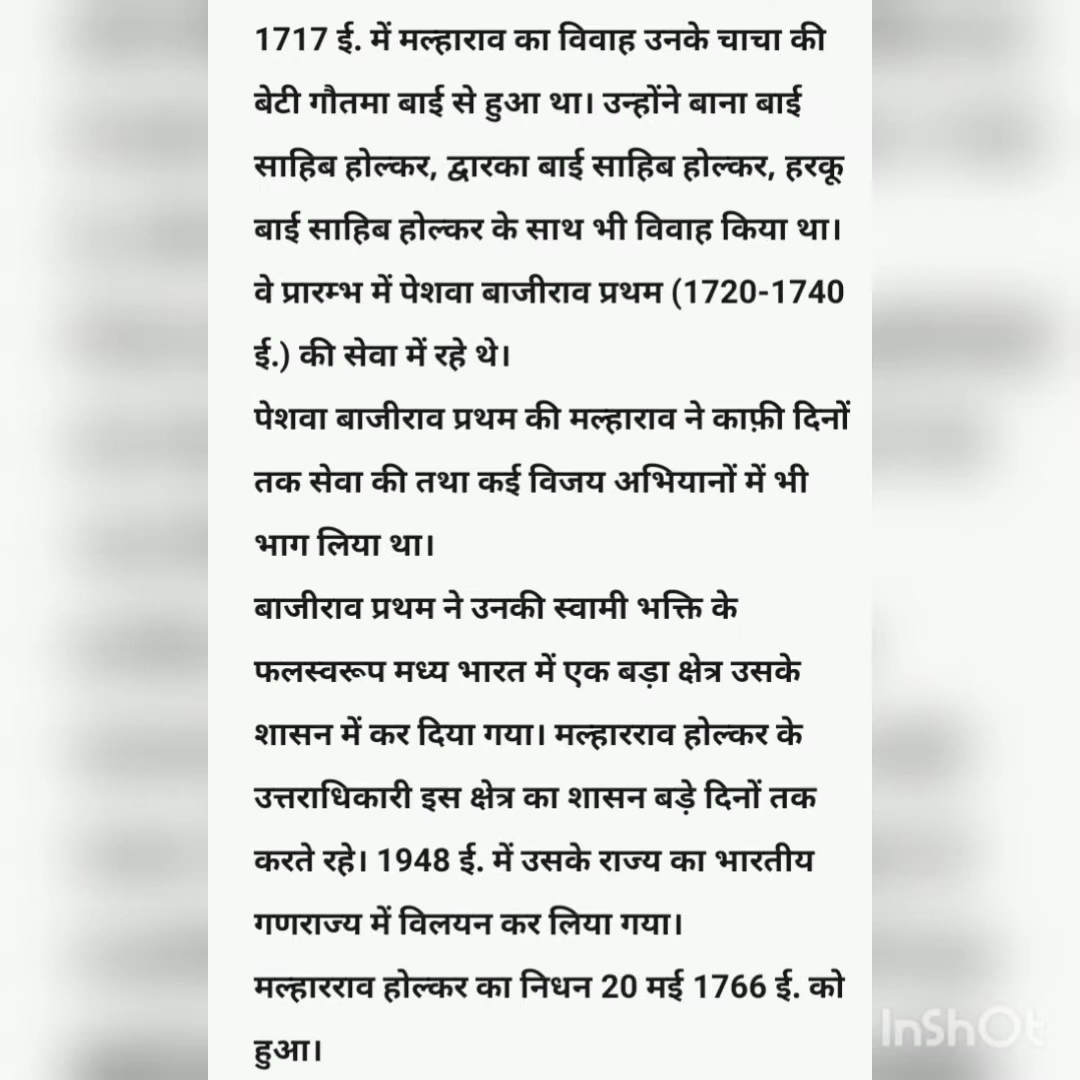 1717 ई. में मल्हाराव का विवाह उनके चाचा की
बेटी गौतमा बाई से हुआ था। उन्होंने बाना बाई
साहिब होल्कर, द्वारका बाई साहिब होल्कर, हरकू
बाई साहिब होल्कर के साथ भी विवाह किया था।
वे प्रारम्भ में पेशवा बाजीराव प्रथम (1720-1740
ई.) की सेवा में रहे थे।
पेशवा बाजीराव प्रथम की मल्हाराव ने काफ़ी दिनों
तक सेवा की तथा कई विजय अभियानों में भी
भाग लिया था।
बाजीराव प्रथम ने उनकी स्वामी भक्ति के
फलस्वरूप मध्य भारत में एक बड़ा क्षेत्र उसके
शासन में कर दिया गया। मल्हारराव होल्कर के
उत्तराधिकारी इस क्षेत्र का शासन बड़े दिनों तक
करते रहे। 1948 ई. में उसके राज्य का भारतीय
गणराज्य में विलयन कर लिया गया।
मल्हारराव होल्कर का निधन 20 मई 1766 ई. को
हुआ।
InShOt